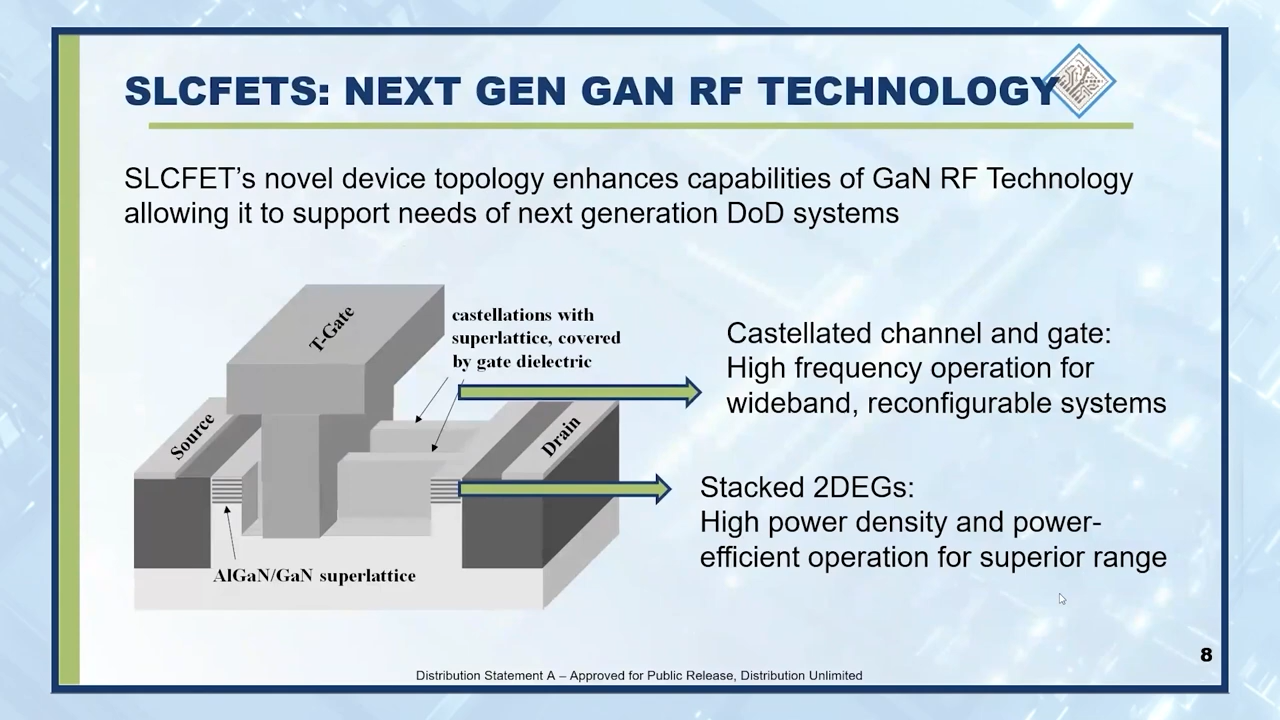 SLCFETS: NEXT GEN GAN RF TECHNOLOGY
SLCFET’s novel device topology enhances capabilities of GaN RF Technology
allowing it to support needs of next generation DoD systems
T-Gate
castellations with
superlattice, covered
by gate dielectric
Source
Drain
AlGaN/GaN superlattice
Castellated channel and gate:
High frequency operation for
wideband, reconfigurable systems
Stacked 2DEGs:
High power density and power-
efficient operation for superior range
8
Distribution Statement A – Approved for Public Release, Distribution Unlimited